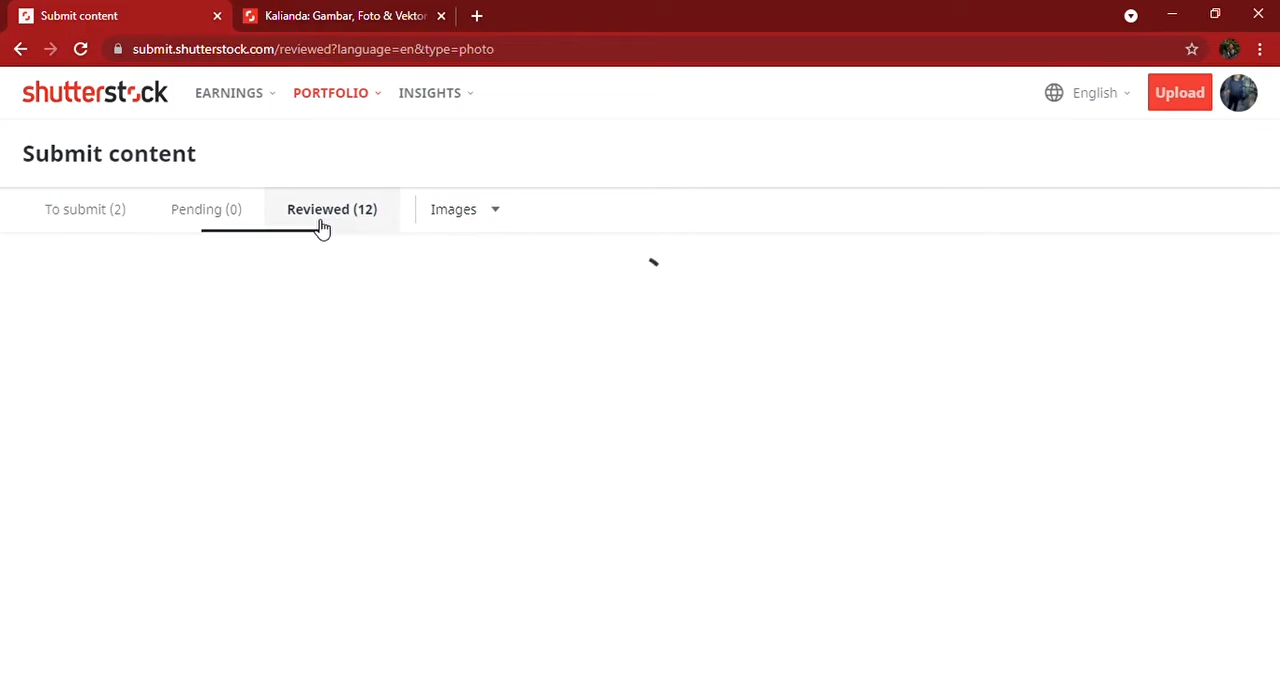 Submit content
Kalianda: Gambar, Foto & Vektor
submit.shutterstock.com/reviewed?language=en&type=photo
shutterstock
EARNINGS
PORTFOLIO
INSIGHTS
English
Upload
Submit content
To submit (2)
Pending (0)
Reviewed (12)
Images